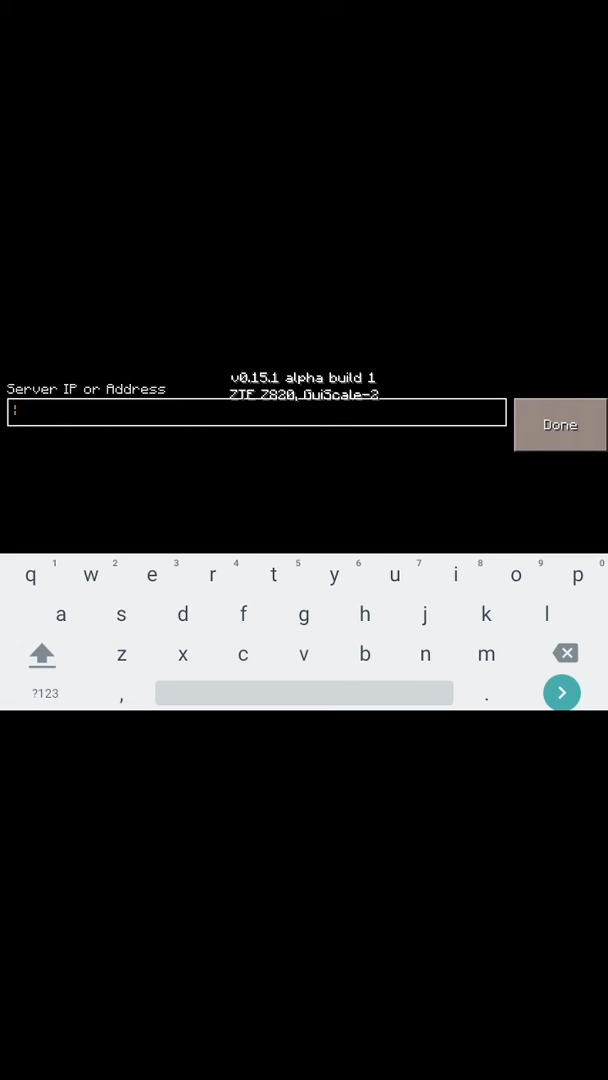 v0.15.1 alpha build 1
Server IP or Address
ZTE Z820, GuiScale-2
Done
q 1 w 2 e 3 r 4 t 5 y 6 u 7 i 8 o 9 p 0
a s d f g h j k l
z x c v b n m
?123 , .